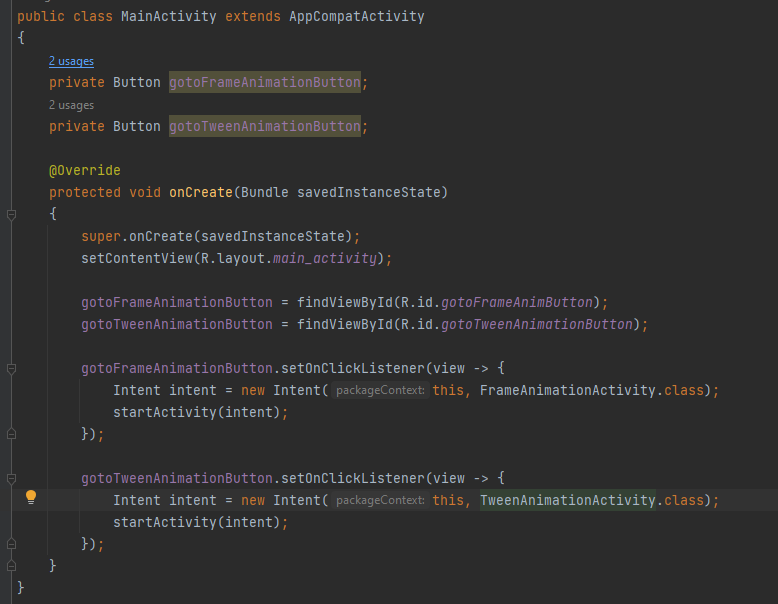 public class MainActivity extends AppCompatActivity
{
2 usages
private Button gotoFrameAnimationButton;
2 usages
private Button gotoTweenAnimationButton;
@Override
protected void onCreate(Bundle savedInstanceState)
{
super.onCreate(savedInstanceState);
setContentView(R.layout.main_activity);
gotoFrameAnimationButton = findViewById(R.id.gotoFrameAnimButton);
gotoTweenAnimationButton = findViewById(R.id.gotoTweenAnimationButton);
gotoFrameAnimationButton.setOnClickListener(view -> {
Intent intent = new Intent( packageContext: this, FrameAnimationActivity.class);
startActivity(intent);
});
gotoTweenAnimationButton.setOnClickListener(view -> {
Intent intent = new Intent( packageContext: this, TweenAnimationActivity.class);
startActivity(intent);
});
}
}